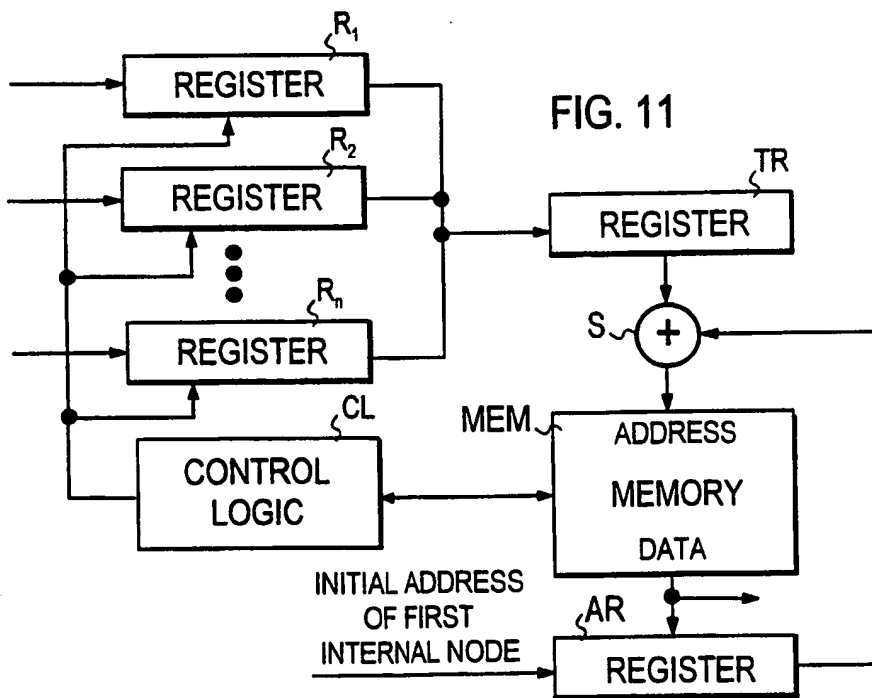 R1
REGISTER
FIG. 11
R2
REGISTER
TR
REGISTER
Rn
REGISTER
S
+
CL
CONTROL
LOGIC
MEM
ADDRESS
MEMORY
DATA
INITIAL ADDRESS
OF FIRST
INTERNAL NODE
AR
REGISTER